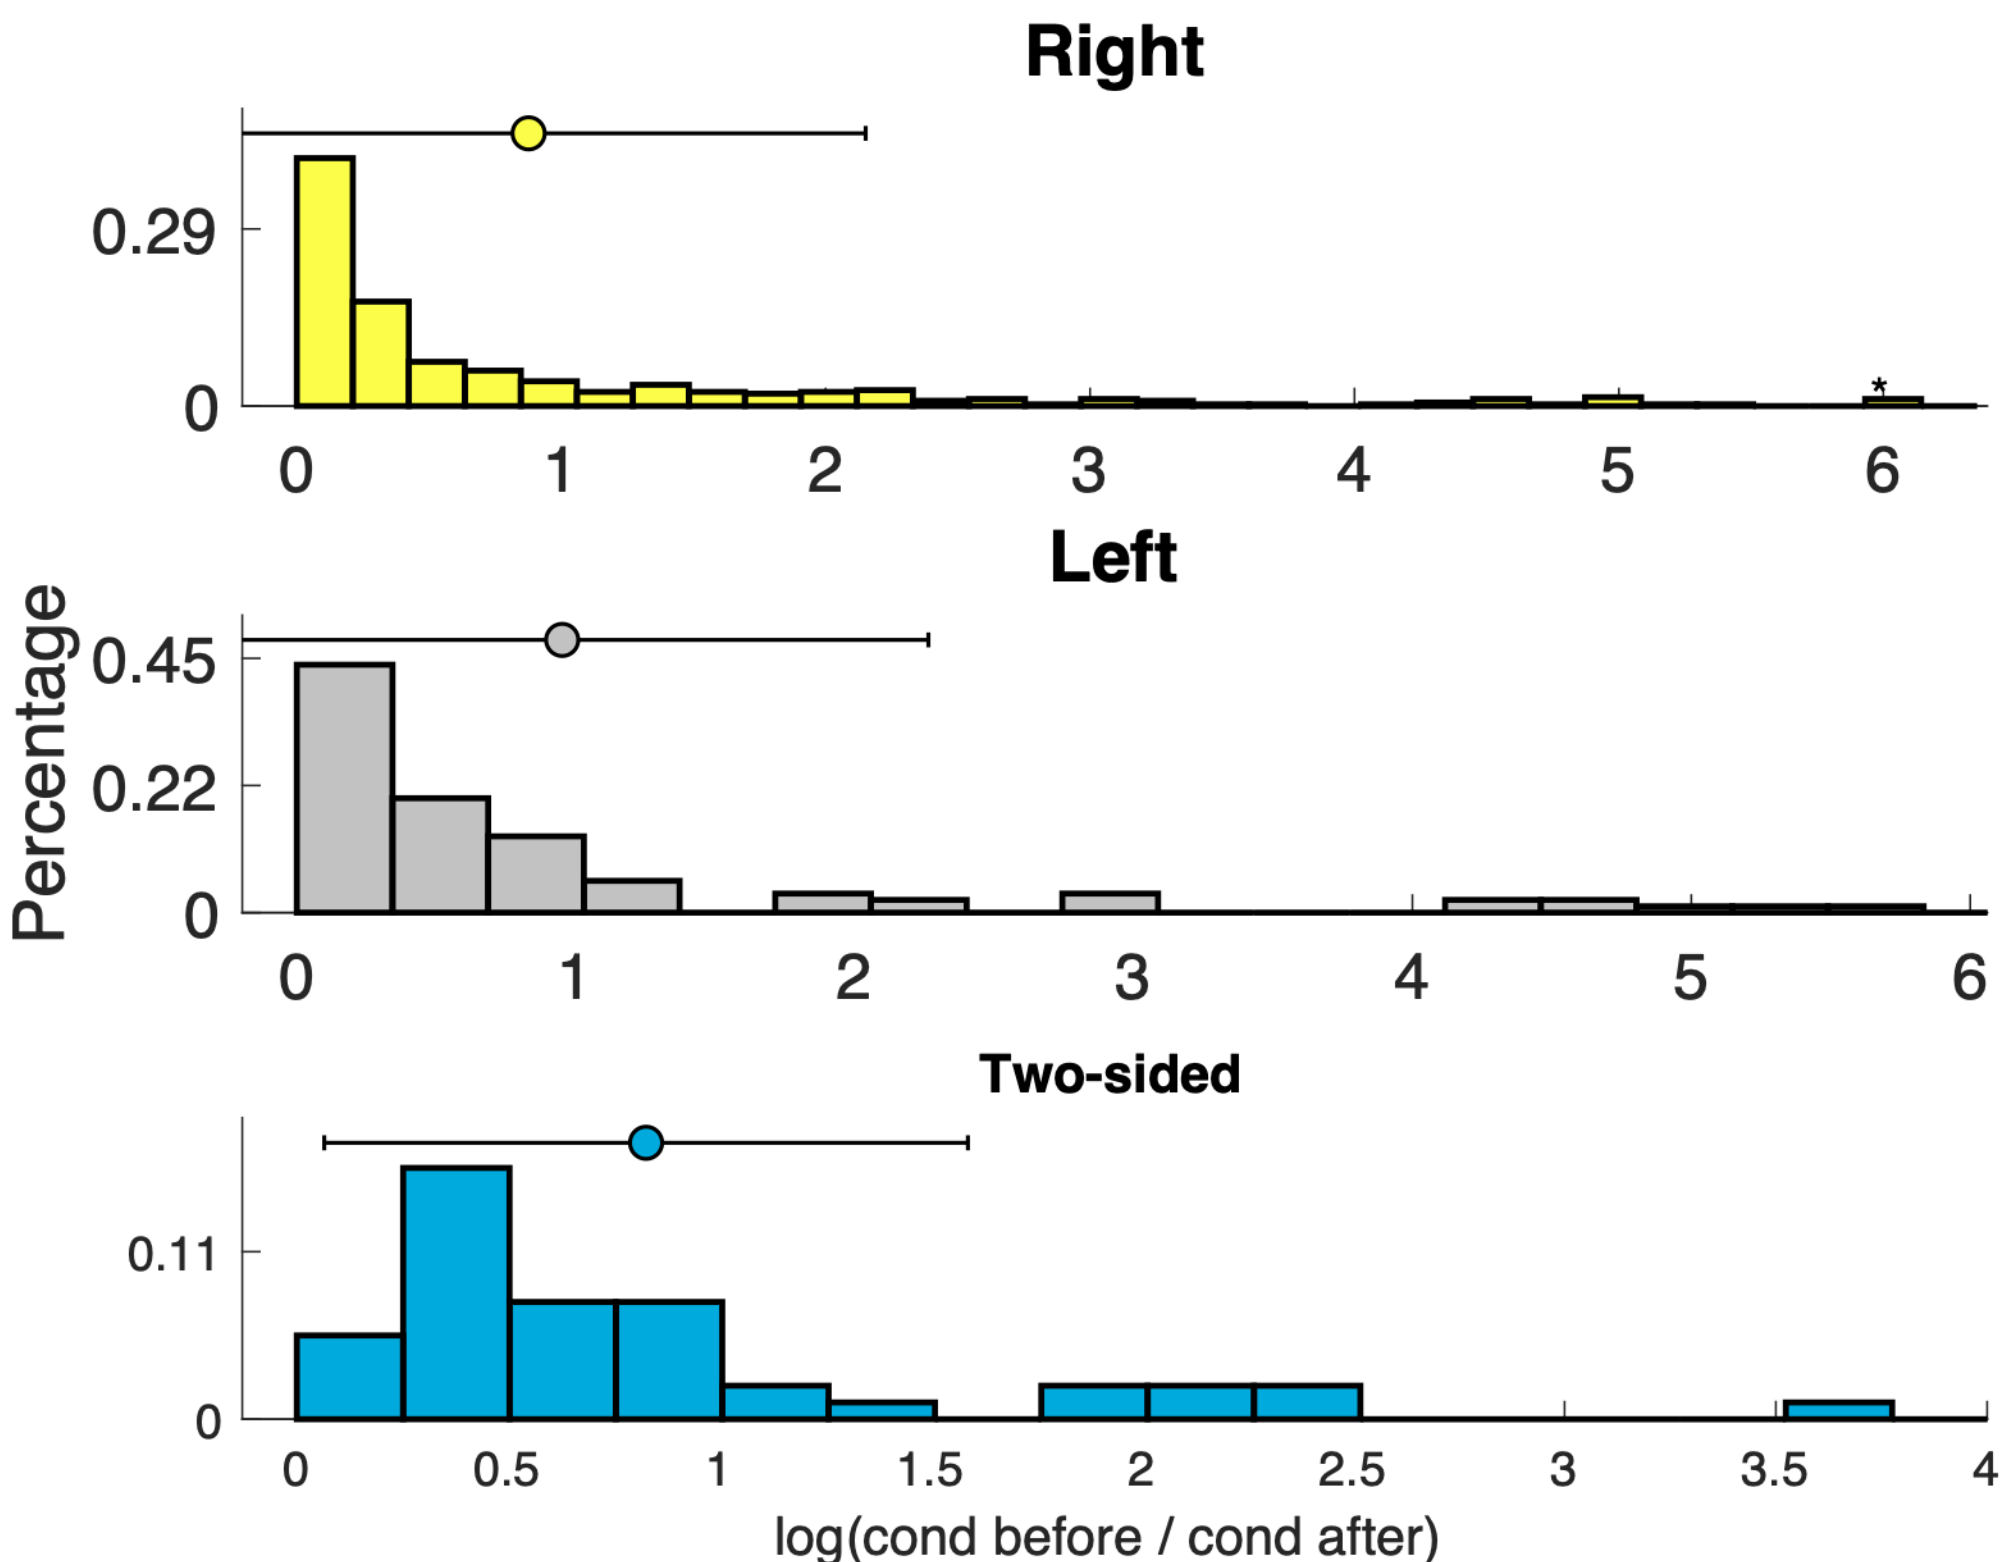 Right
0.29
0
*
0 1 2 3 4 5 6
Left
Percentage
0.45
0.22
0
0 1 2 3 4 5 6
Two-sided
0.11
0
0 0.5 1 1.5 2 2.5 3 3.5 4
log(cond before / cond after)